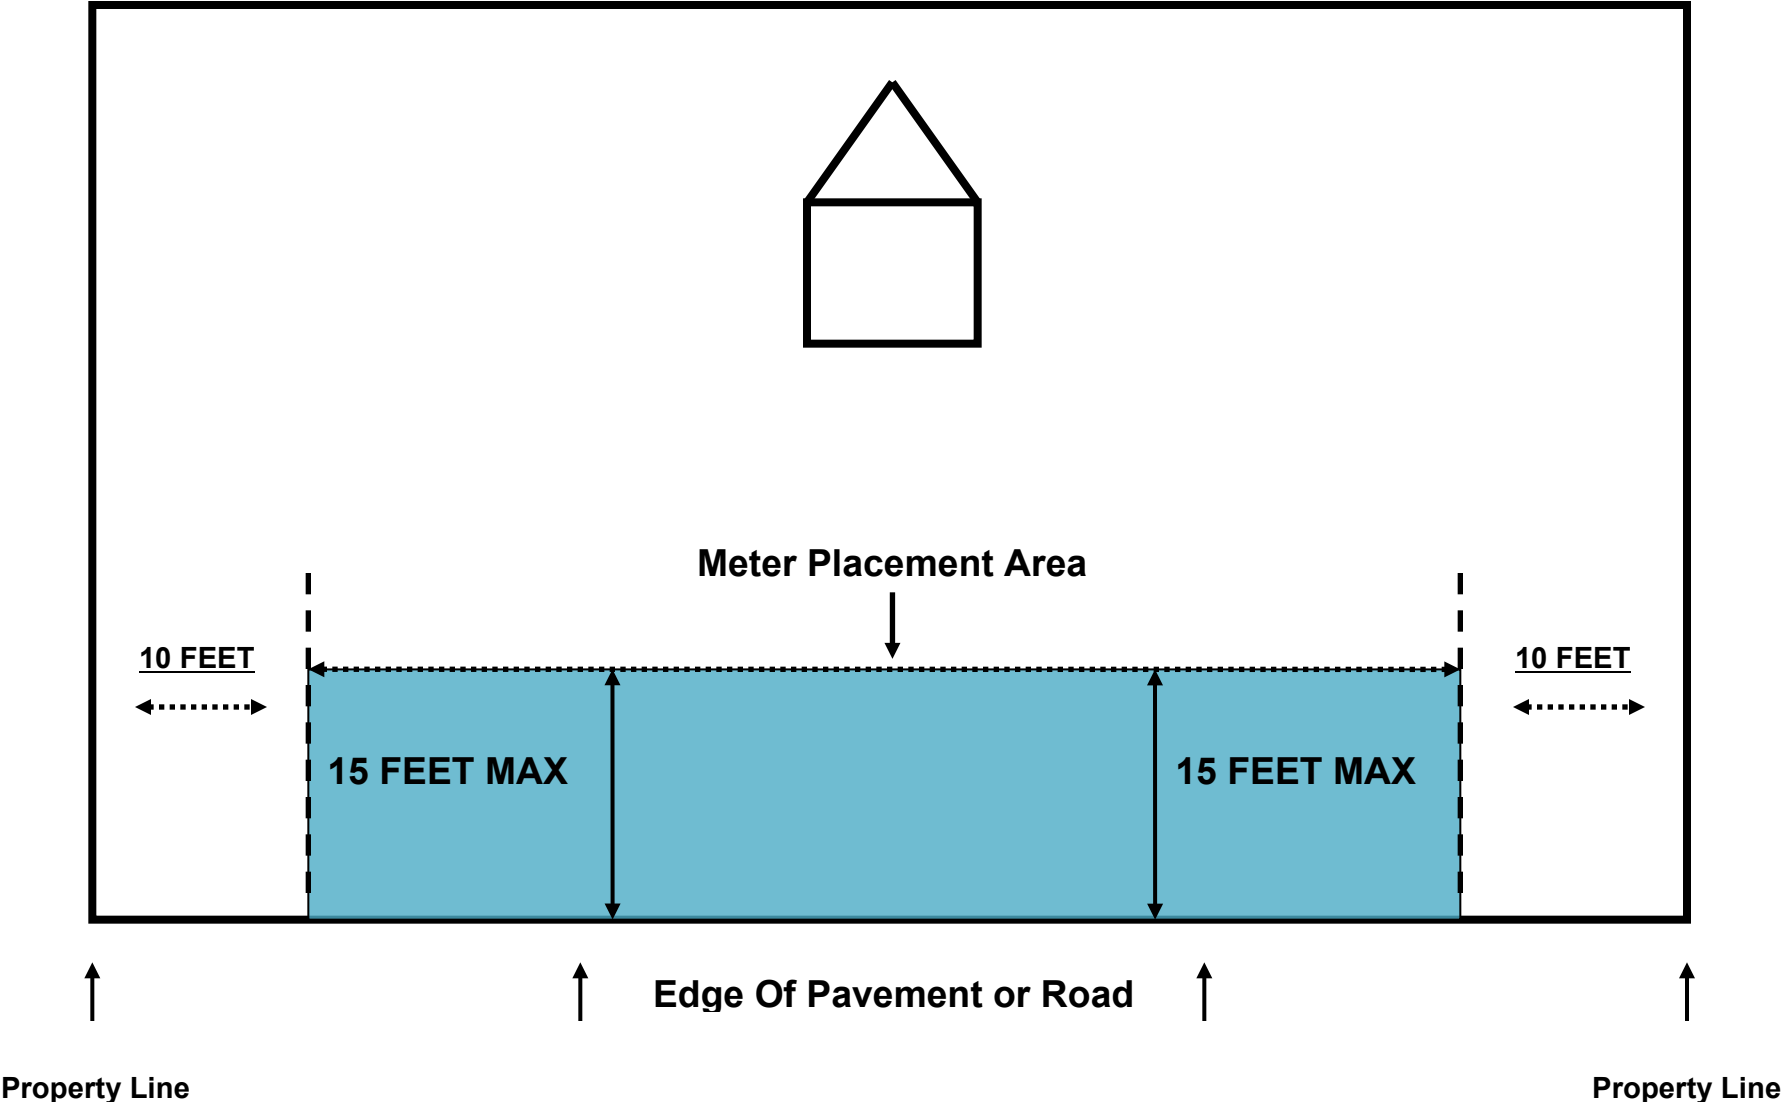 Meter Placement Area
10 FEET
10 FEET
15 FEET MAX
15 FEET MAX
Edge Of Pavement or Road
Property Line
Property Line